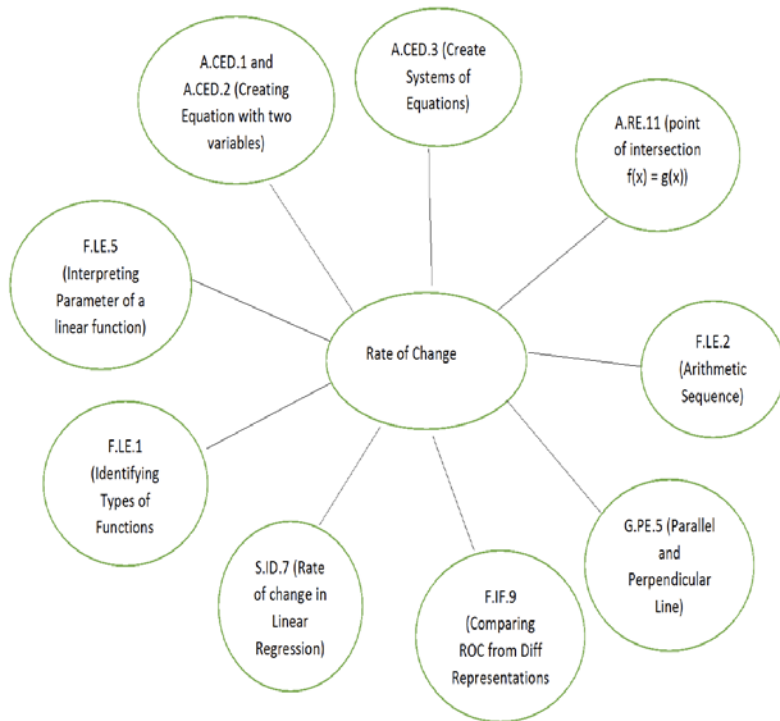 A.CED.1 and
A.CED.2 (Creating
Equation with two
variables)
A.CED.3 (Create
Systems of
Equations)
A.RE.11 (point
of intersection
f(x) = g(x))
F.LE.5
(Interpreting
Parameter of a
linear function)
Rate of Change
F.LE.2
(Arithmetic
Sequence)
F.LE.1
(Identifying
Types of
Functions
S.ID.7 (Rate
of change in
Linear
Regression)
F.IF.9
(Comparing
ROC from Diff
Representations
G.PE.5 (Parallel
and
Perpendicular
Line)